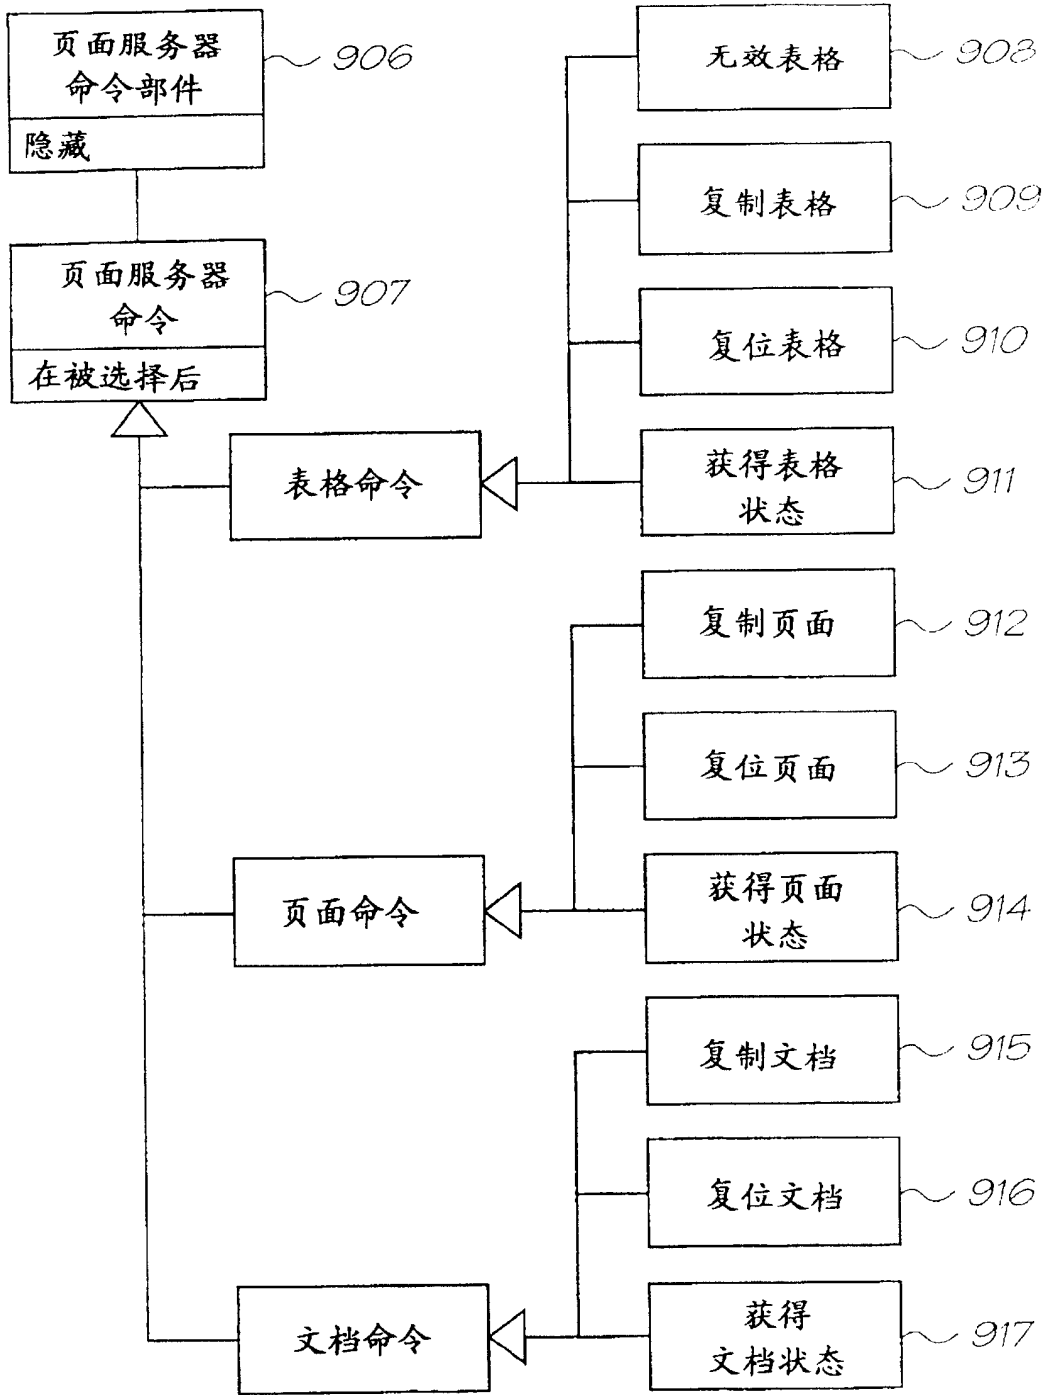 页面服务器
命令部件
906
隐藏
页面服务器
命令
907
在被选择后
无效表格
908
复制表格
909
复位表格
910
表格命令
获得表格
状态
911
复制页面
912
复位页面
913
页面命令
获得页面
状态
914
复制文档
915
复位文档
916
文档命令
获得
文档状态
917